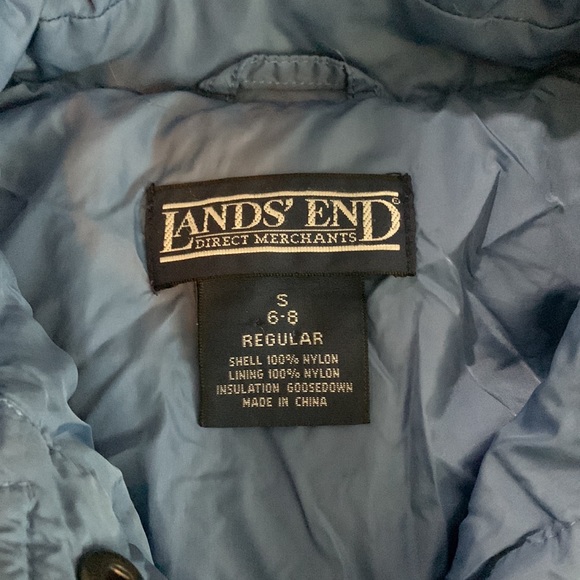 LANDS' END®
DIRECT MERCHANTS
S
6-8
REGULAR
SHELL 100% NYLON
LINING 100% NYLON
INSULATION GOOSEDOWN
MADE IN CHINA